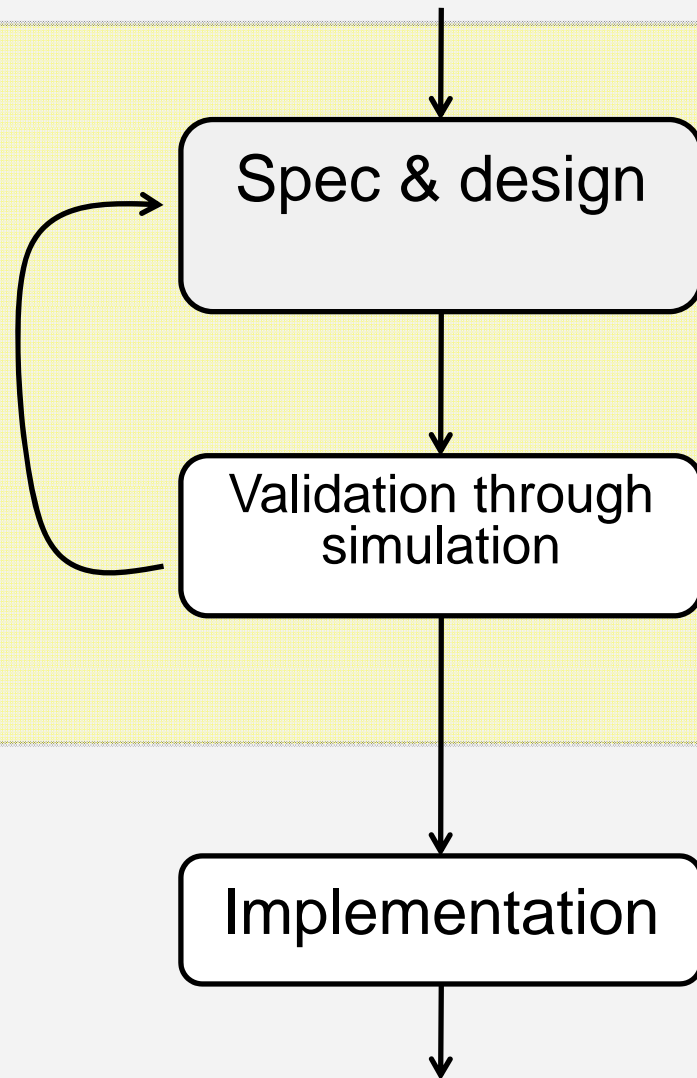 Spec & design
Validation through
simulation
Implementation